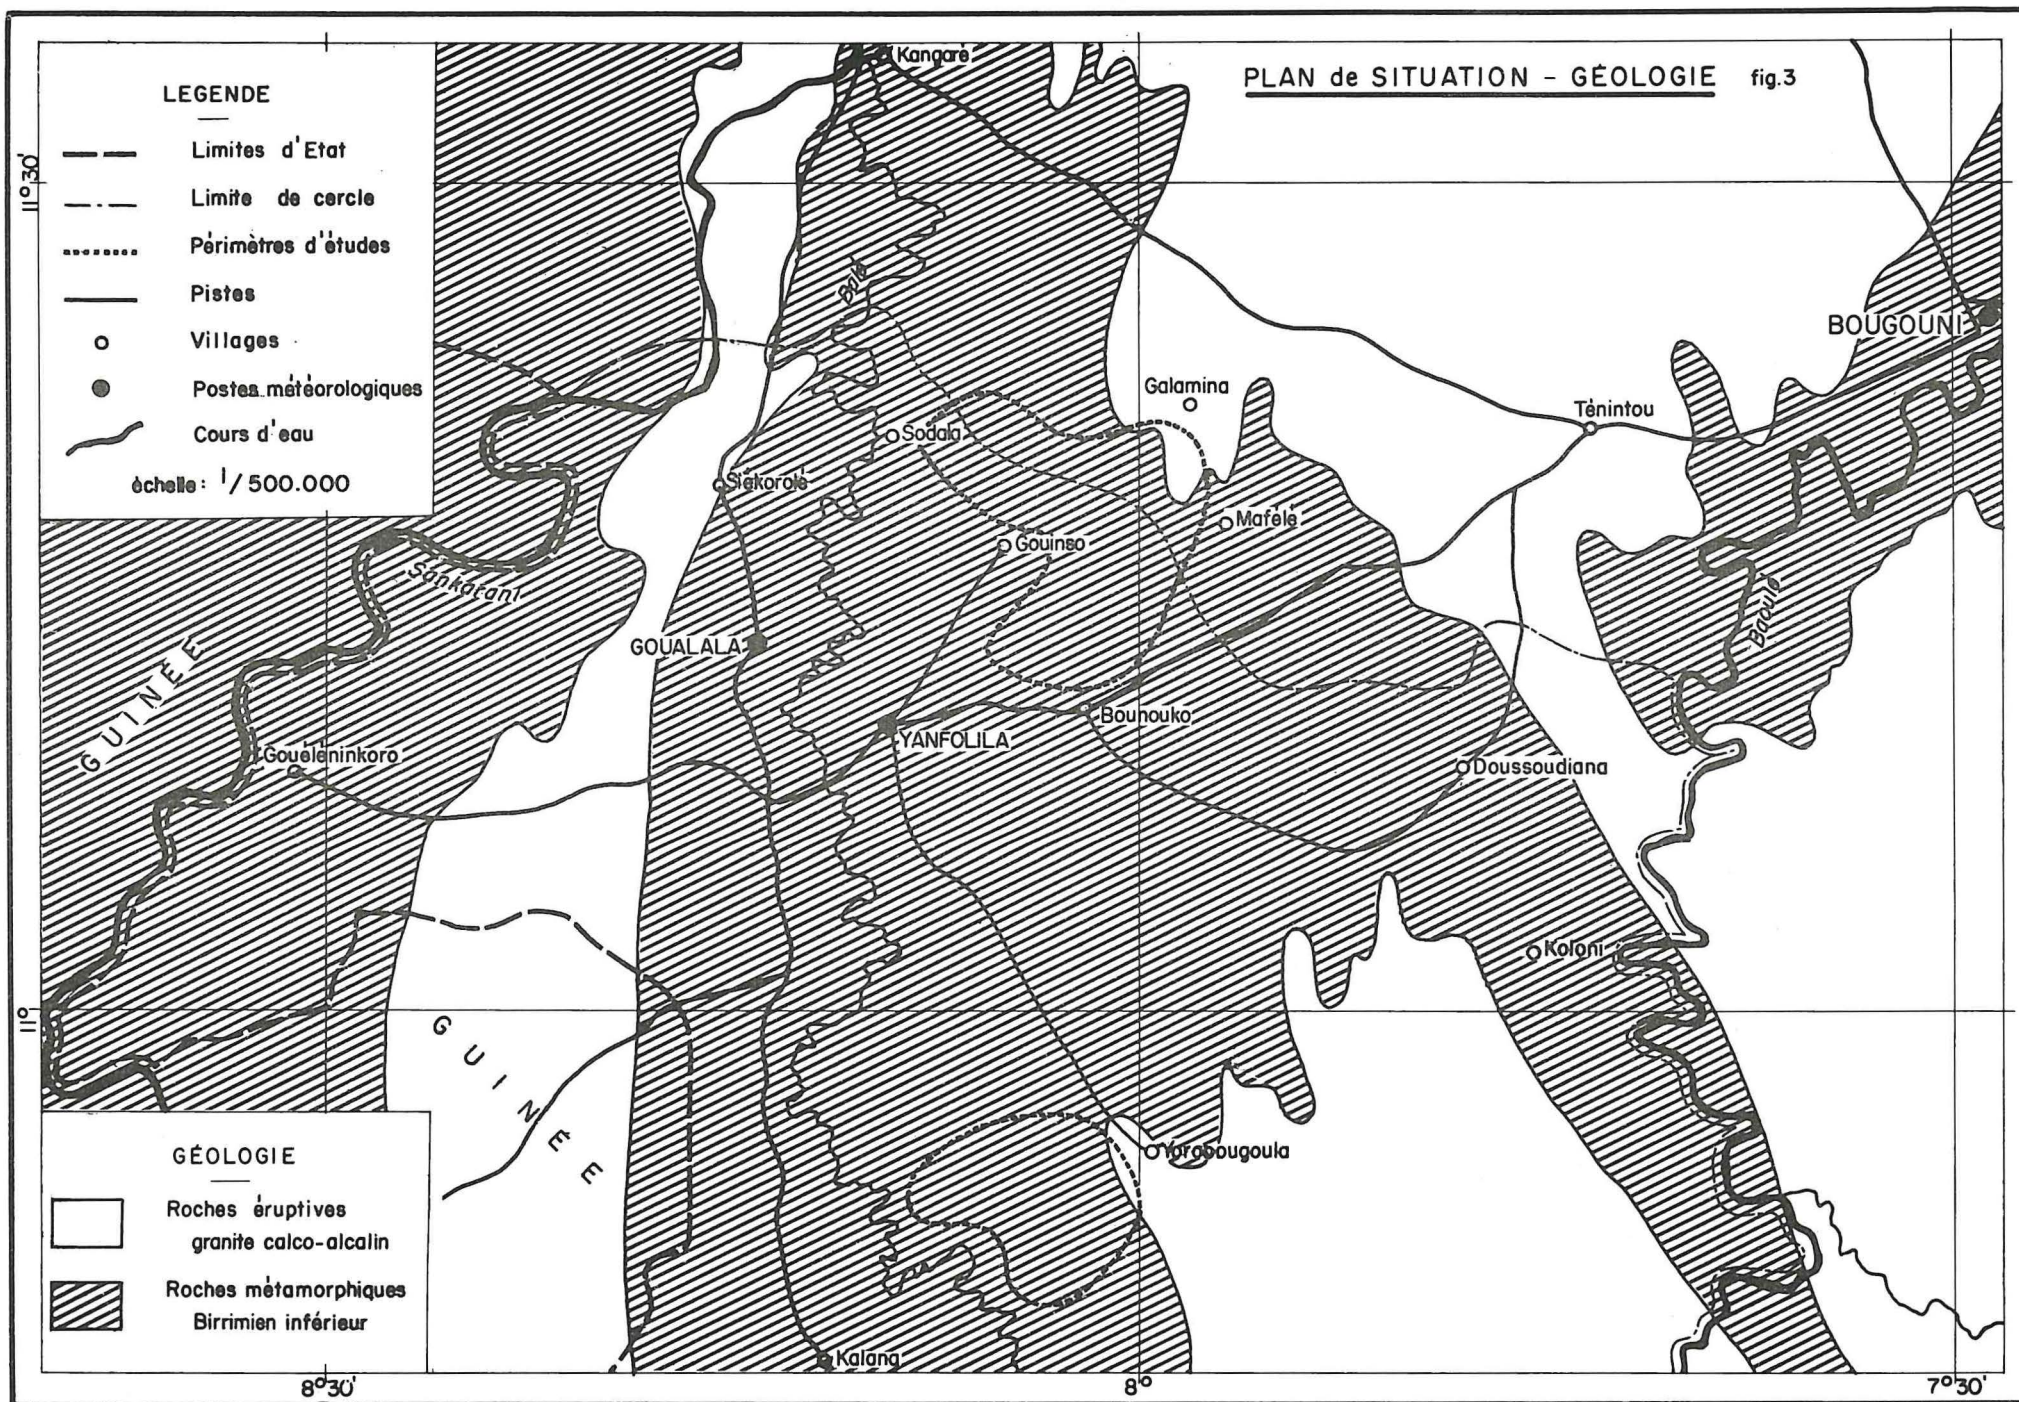 PLAN de SITUATION - GÉOLOGIE fig.3
LEGENDE
Limites d'Etat
Limite de cercle
Périmètres d'études
Pistes
Villages
Postes météorologiques
Cours d'eau
échelle: 1/500.000
Kangaré
11°30'
Balé
BOUGOUNI
Galamina
Ténintou
Sodala
Siékorolé
Mafélé
Gouinso
Sankarani
Baoulé
GOUALALA
GUINÉE
Bounouko
YANFOLILA
Gouéléninkoro
Doussoudiana
Koloni
11°
GUINÉE
Yorobougoula
GÉOLOGIE
Roches éruptives
granite calco-alcalin
Roches métamorphiques
Birrimien inférieur
Kalana
8°30'
8°
7°30'